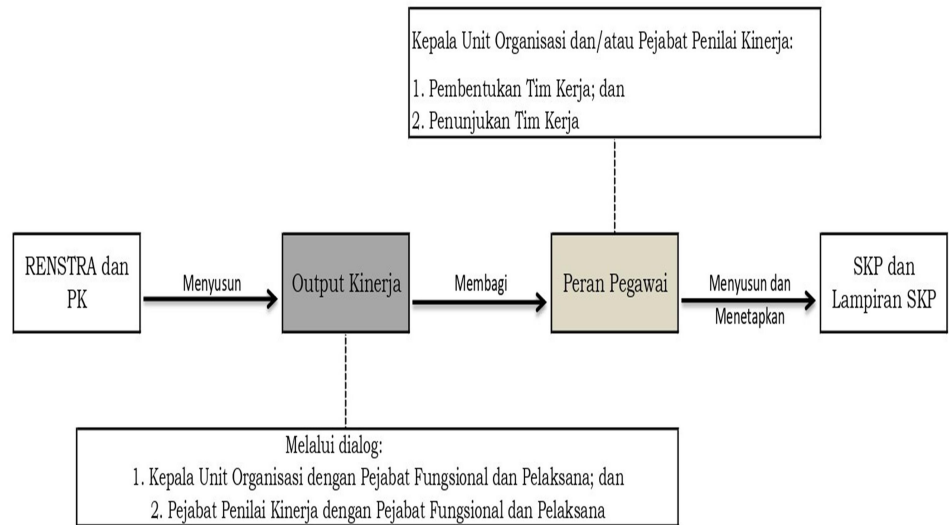 Kepala Unit Organisasi dan/atau Pejabat Penilai Kinerja:
1. Pembentukan Tim Kerja; dan
2. Penunjukan Tim Kerja
RENSTRA dan
PK
Menyusun
Output Kinerja
Membagi
Peran Pegawai
Menyusun dan
Menetapkan
SKP dan
Lampiran SKP
Melalui dialog:
1. Kepala Unit Organisasi dengan Pejabat Fungsional dan Pelaksana; dan
2. Pejabat Penilai Kinerja dengan Pejabat Fungsional dan Pelaksana